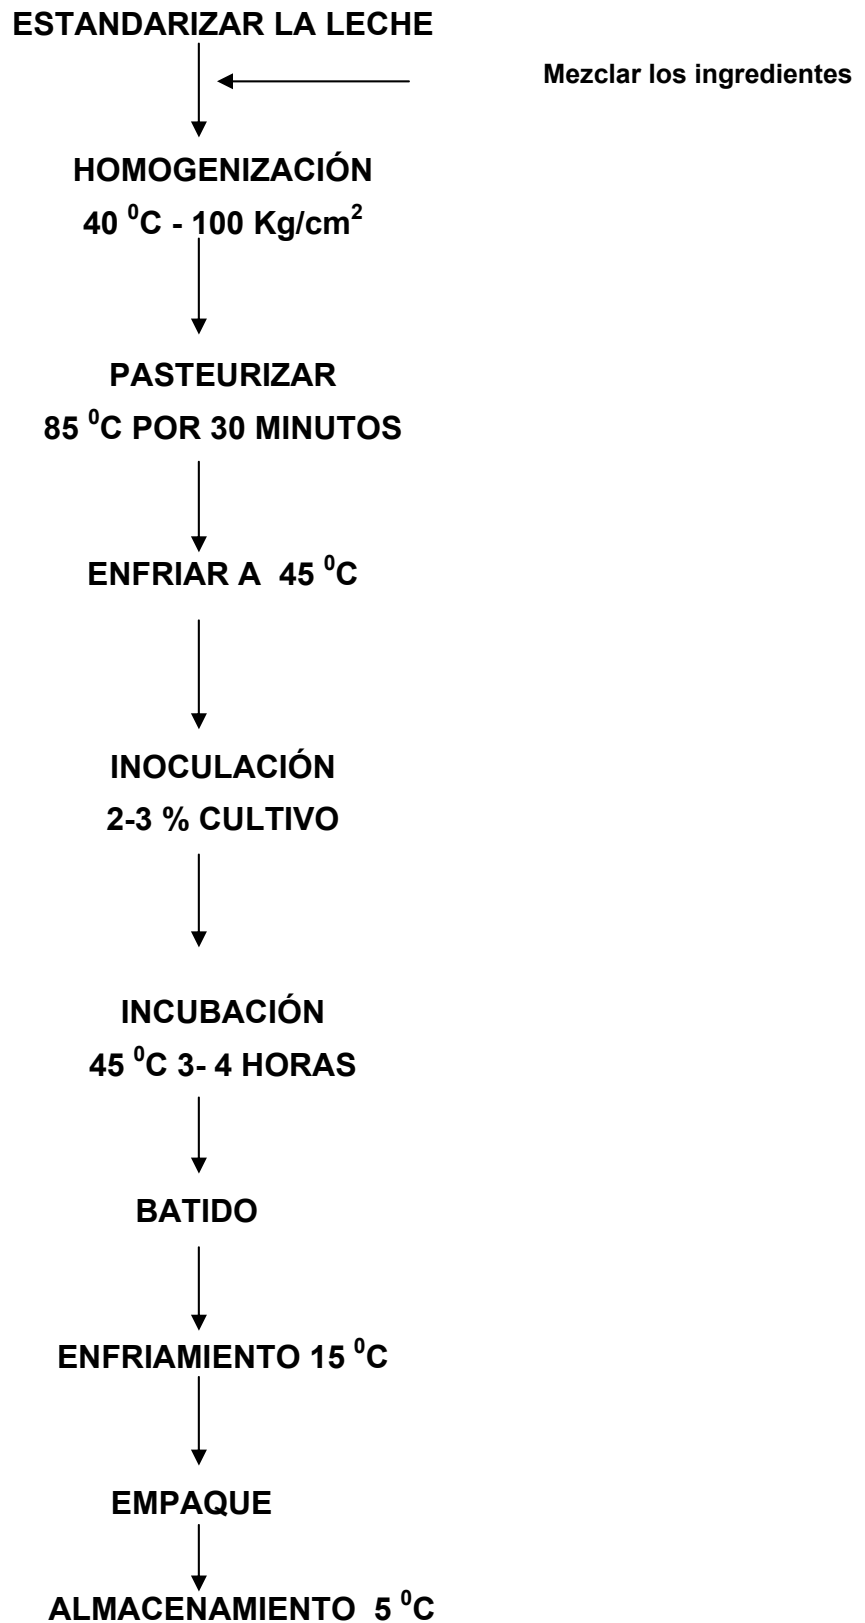 ESTANDARIZAR LA LECHE
Mezclar los ingredientes
HOMOGENIZACIÓN
40 ⁰C - 100 Kg/cm²
PASTEURIZAR
85 ⁰C POR 30 MINUTOS
ENFRIAR A 45 ⁰C
INOCULACIÓN
2-3 % CULTIVO
INCUBACIÓN
45 ⁰C 3- 4 HORAS
BATIDO
ENFRIAMIENTO 15 ⁰C
EMPAQUE
ALMACENAMIENTO 5 ⁰C